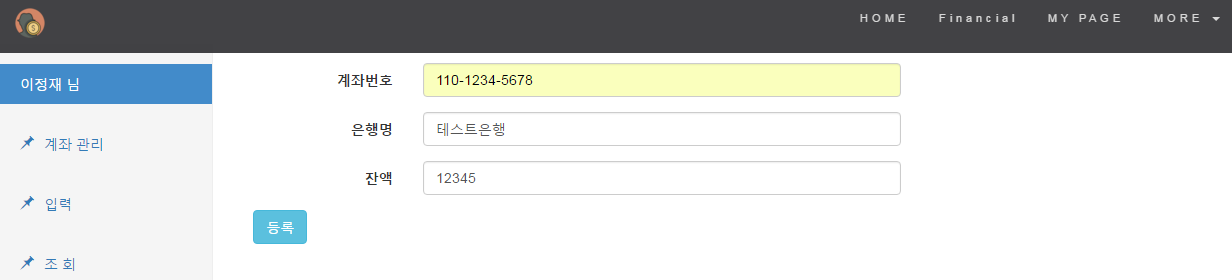 HOME Financial MY PAGE MORE
이정재 님
계좌 관리
입력
조 회
계좌번호 110-1234-5678
은행명 테스트은행
잔액 12345
등록